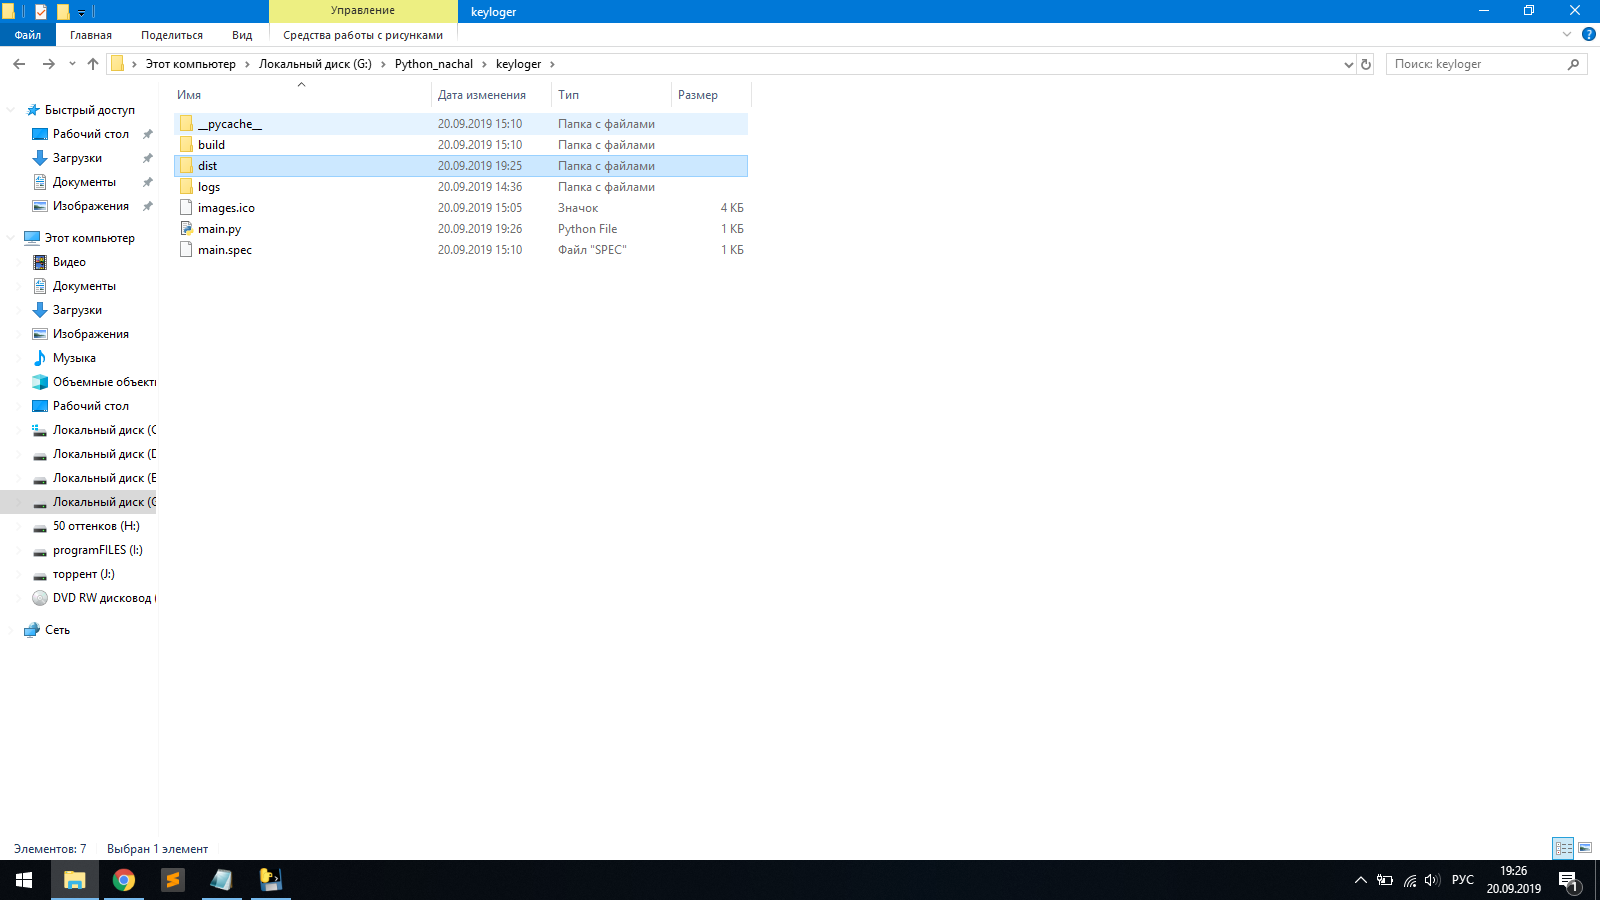 Управление
keyloger
Файл
Главная
Поделиться
Вид
Средства работы с рисунками
Этот компьютер
Локальный диск (G:)
Python_nachal
keyloger
Поиск: keyloger
Имя
Дата изменения
Тип
Размер
__pycache__ 20.09.2019 15:10 Папка с файлами
build 20.09.2019 15:10 Папка с файлами
dist 20.09.2019 19:25 Папка с файлами
logs 20.09.2019 14:36 Папка с файлами
images.ico 20.09.2019 15:05 Значок 4 КБ
main.py 20.09.2019 19:26 Python File 1 КБ
main.spec 20.09.2019 15:10 Файл "SPEC" 1 КБ
Быстрый доступ
Рабочий стол
Загрузки
Документы
Изображения
Этот компьютер
Видео
Документы
Загрузки
Изображения
Музыка
Объемные объекты
Рабочий стол
Локальный диск (C
Локальный диск (D
Локальный диск (E
Локальный диск (G
50 оттенков (H:)
programFILES (I:)
торрент (J:)
DVD RW дисковод (
Сеть
Элементов: 7
Выбран 1 элемент
РУС
19:26
20.09.2019
1